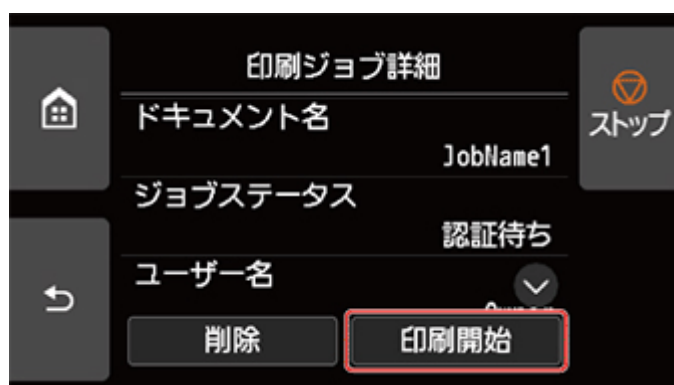 印刷ジョブ詳細
ストップ
ドキュメント名
JobName1
ジョブステータス
認証待ち
ユーザー名
削除
印刷開始